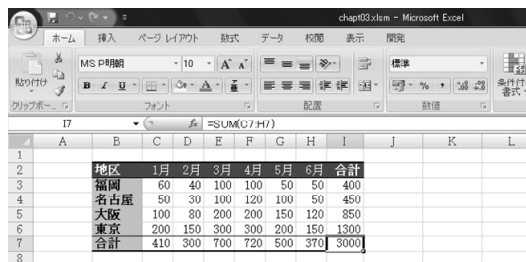 chapt03.xlsm - Microsoft Excel
ホーム 挿入 ページ レイアウト 数式 データ 校閲 表示 開発
MS P明朝 10 A A 標準
貼り付け B I U A % , 条件付
書式
クリップボー... フォント 配置 数値
I7 fx =SUM(C7:H7)
A B C D E F G H I J K L
1
2 地区 1月 2月 3月 4月 5月 6月 合計
3 福岡 60 40 100 100 50 50 400
4 名古屋 50 30 100 120 100 50 450
5 大阪 100 80 200 200 150 120 850
6 東京 200 150 300 300 200 150 1300
7 合計 410 300 700 720 500 370 3000
8